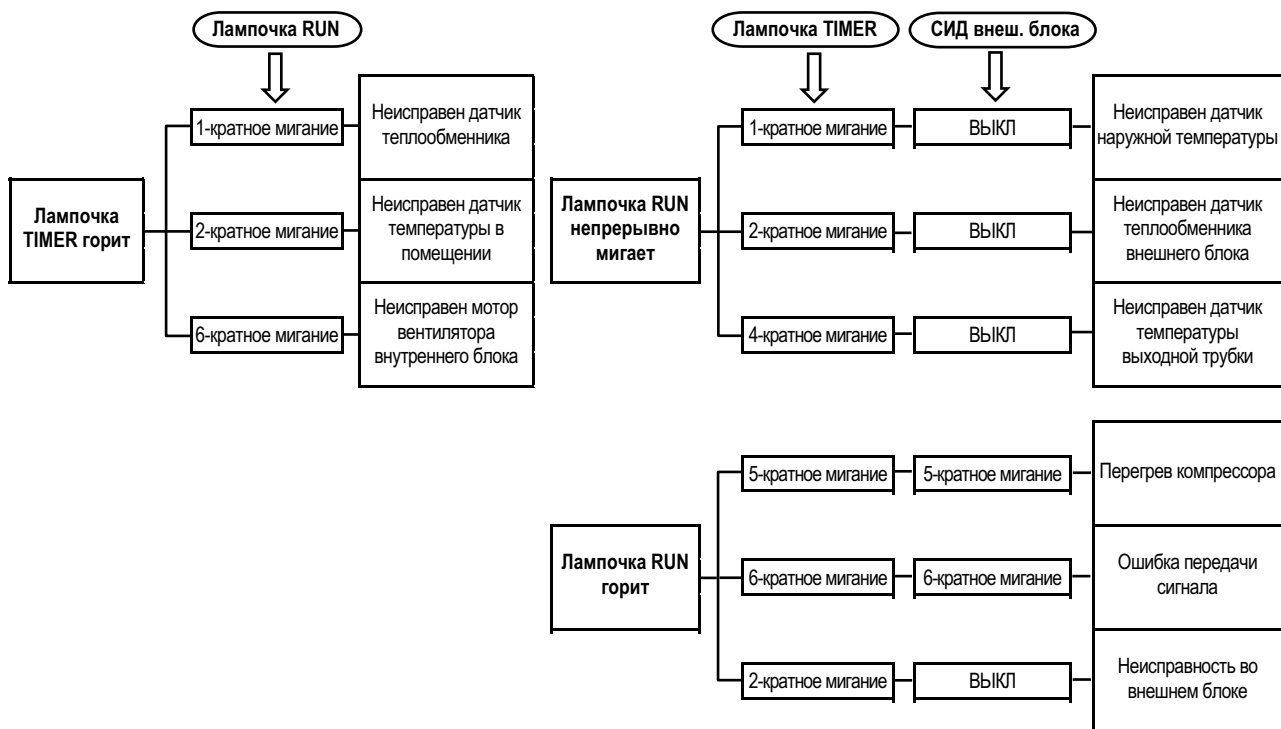 Лампочка RUN
1-кратное мигание
Неисправен датчик
теплообменника
Лампочка
TIMER горит
2-кратное мигание
Неисправен датчик
температуры в
помещении
6-кратное мигание
Неисправен мотор
вентилятора
внутреннего блока
Лампочка TIMER
СИД внеш. блока
1-кратное мигание
ВЫКЛ
Неисправен датчик
наружной температуры
Лампочка RUN
непрерывно
мигает
2-кратное мигание
ВЫКЛ
Неисправен датчик
теплообменника
внешнего блока
4-кратное мигание
ВЫКЛ
Неисправен датчик
температуры
выходной трубки
5-кратное мигание
5-кратное мигание
Перегрев компрессора
Лампочка RUN
горит
6-кратное мигание
6-кратное мигание
Ошибка передачи
сигнала
2-кратное мигание
ВЫКЛ
Неисправность во
внешнем блоке